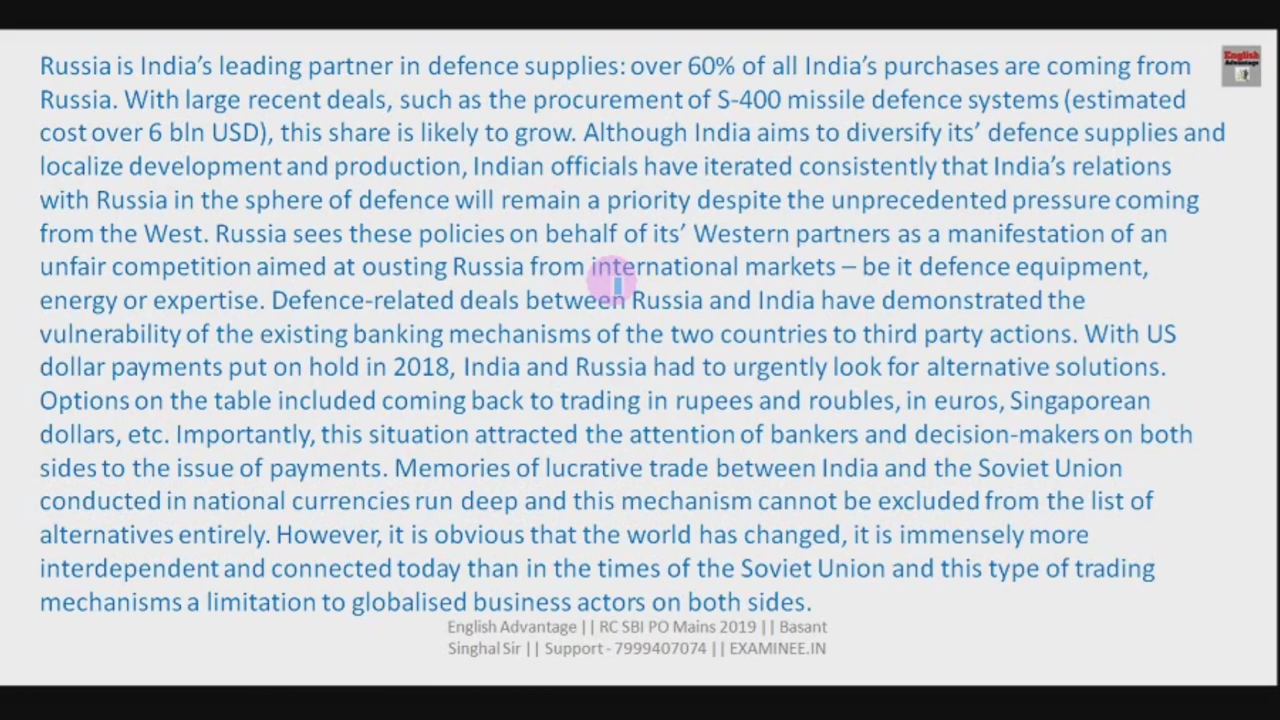 Russia is India's leading partner in defence supplies: over 60% of all India's purchases are coming from
Russia. With large recent deals, such as the procurement of S-400 missile defence systems (estimated
cost over 6 bln USD), this share is likely to grow. Although India aims to diversify its' defence supplies and
localize development and production, Indian officials have iterated consistently that India's relations
with Russia in the sphere of defence will remain a priority despite the unprecedented pressure coming
from the West. Russia sees these policies on behalf of its' Western partners as a manifestation of an
unfair competition aimed at ousting Russia from international markets – be it defence equipment,
energy or expertise. Defence-related deals between Russia and India have demonstrated the
vulnerability of the existing banking mechanisms of the two countries to third party actions. With US
dollar payments put on hold in 2018, India and Russia had to urgently look for alternative solutions.
Options on the table included coming back to trading in rupees and roubles, in euros, Singaporean
dollars, etc. Importantly, this situation attracted the attention of bankers and decision-makers on both
sides to the issue of payments. Memories of lucrative trade between India and the Soviet Union
conducted in national currencies run deep and this mechanism cannot be excluded from the list of
alternatives entirely. However, it is obvious that the world has changed, it is immensely more
interdependent and connected today than in the times of the Soviet Union and this type of trading
mechanisms a limitation to globalised business actors on both sides.
English Advantage || RC SBI PO Mains 2019 || Basant
Singhal Sir || Support - 7999407074 || EXAMINEE.IN
English
Advantage